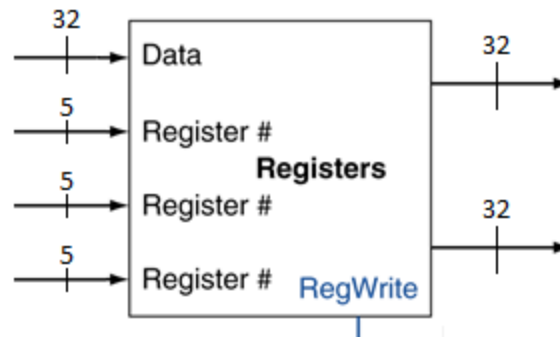 32
Data
32
5
Register #
Registers
5
Register #
32
5
Register #
RegWrite